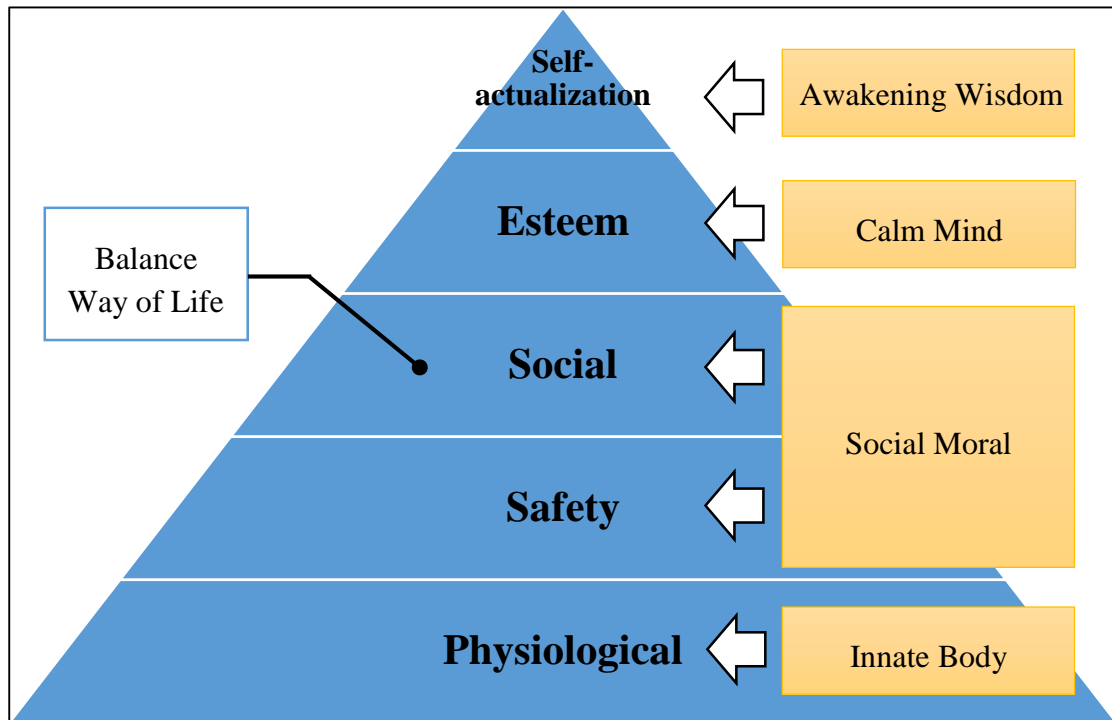 Self-
actualization
Awakening Wisdom
Esteem
Calm Mind
Balance
Way of Life
Social
Social Moral
Safety
Physiological
Innate Body